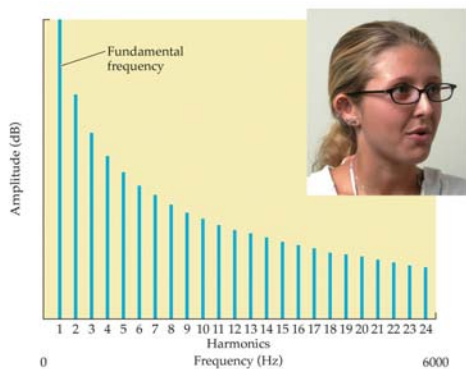 Fundamental
frequency
Amplitude (dB)
1 2 3 4 5 6 7 8 9 10 11 12 13 14 15 16 17 18 19 20 21 22 23 24
Harmonics
0 Frequency (Hz) 6000